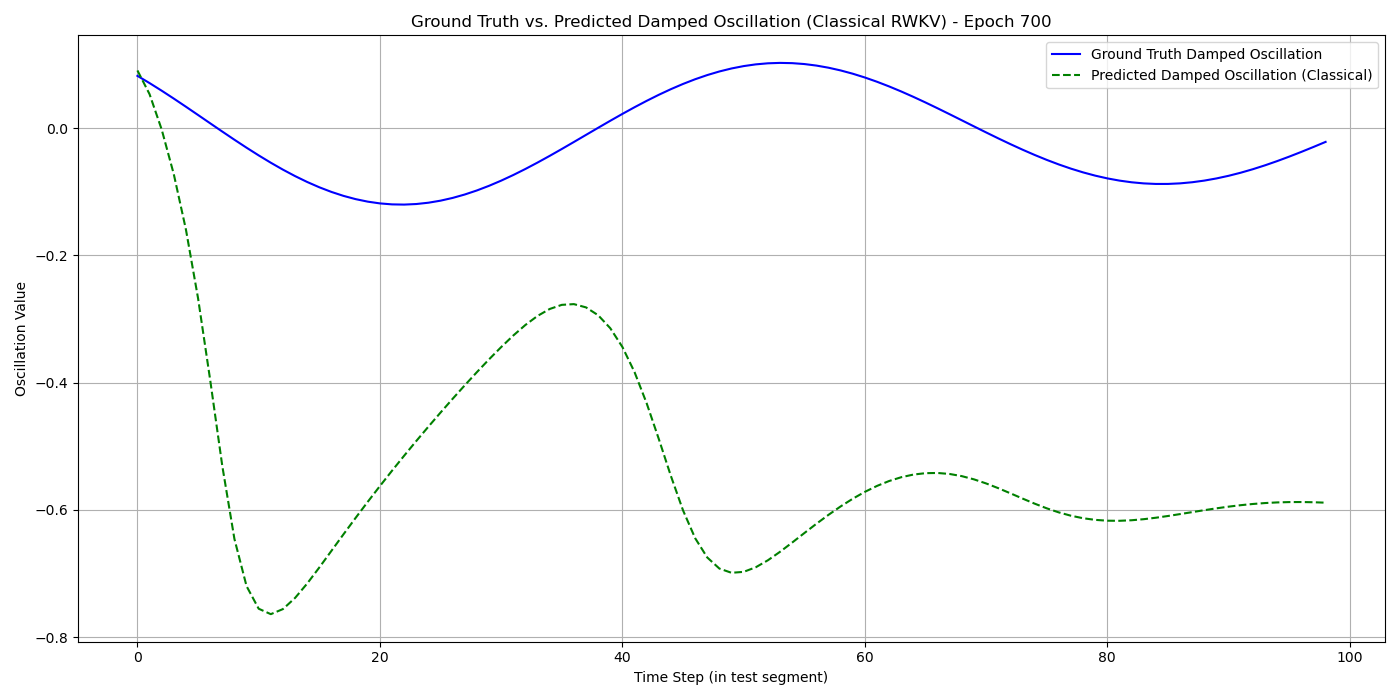 Ground Truth vs. Predicted Damped Oscillation (Classical RWKV) - Epoch 700
Ground Truth Damped Oscillation
Predicted Damped Oscillation (Classical)
Oscillation Value
0.0
−0.2
−0.4
−0.6
−0.8
0 20 40 60 80 100
Time Step (in test segment)